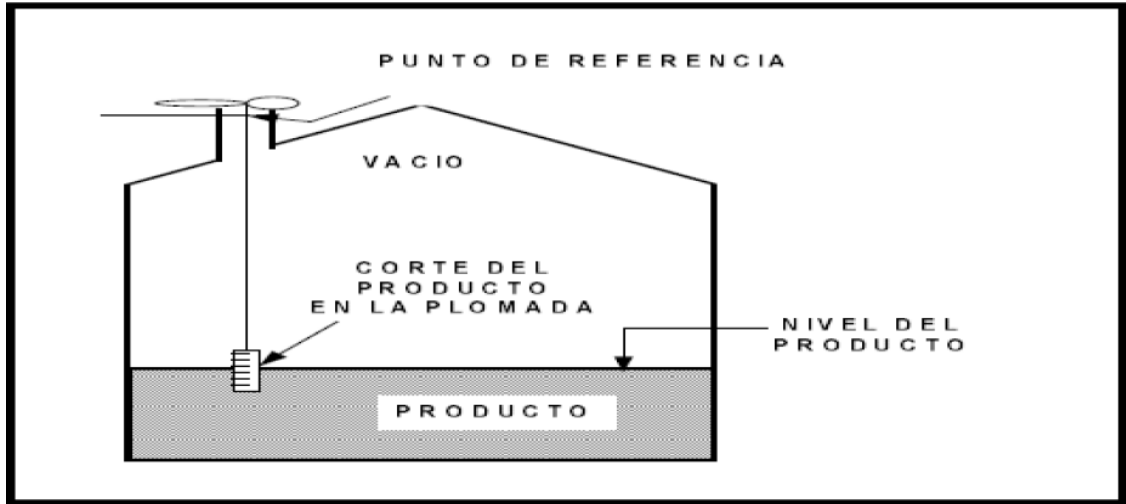 PUNTO DE REFERENCIA
VACIO
CORTE DEL
PRODUCTO
EN LA PLOMADA
NIVEL DEL
PRODUCTO
PRODUCTO